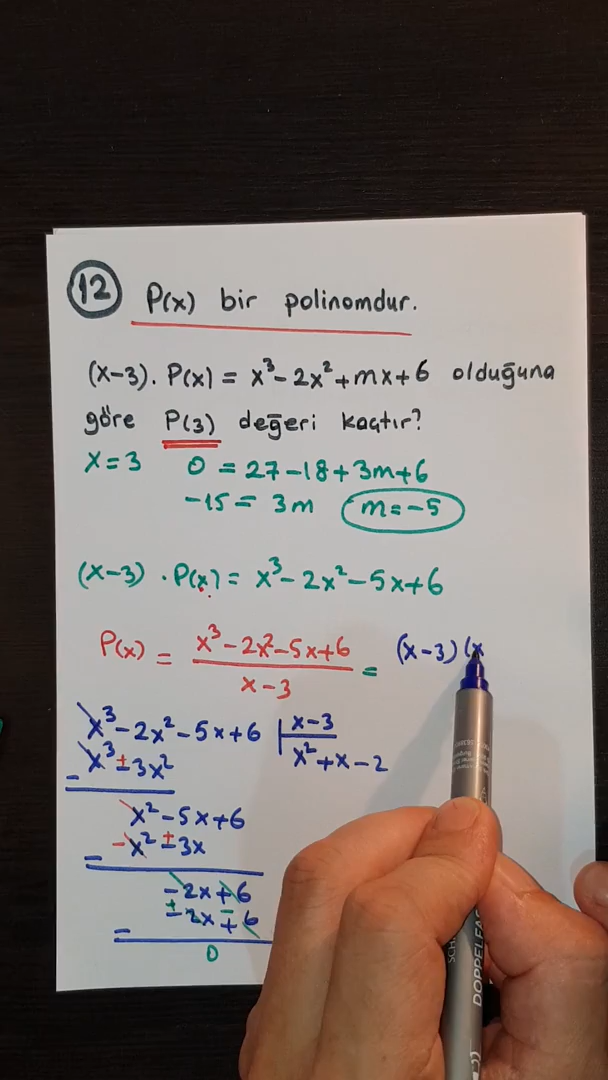 12 P(x) bir polinomdur.
(x-3). P(x) = x³-2x²+mx+6 olduğuna
göre P(3) değeri kaçtır?
x=3 0 = 27-18+3m+6
-15 = 3m m=-5
(x-3) . P(x) = x³-2x²-5x+6
P(x) = x³-2x²-5x+6 / x-3 = (x-3)(x
x³-2x²-5x+6 | x-3
- x³±3x² x²+x-2
x²-5x+6
- -x²±3x
-2x+6
- ±2x∓6
0
DOPPELFA